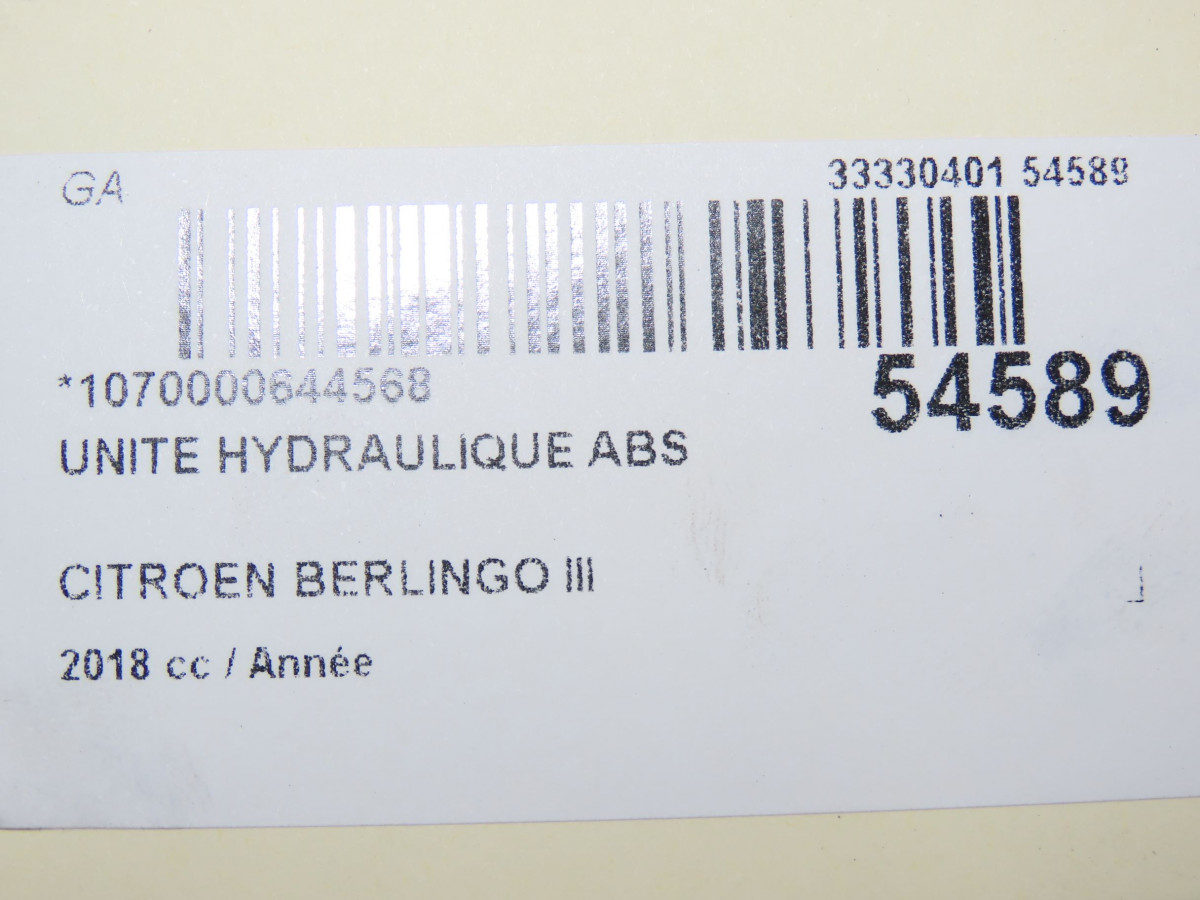 GA
33330401 54589
*1070000644568
54589
UNITE HYDRAULIQUE ABS
CITROEN BERLINGO III
2018 cc / Année